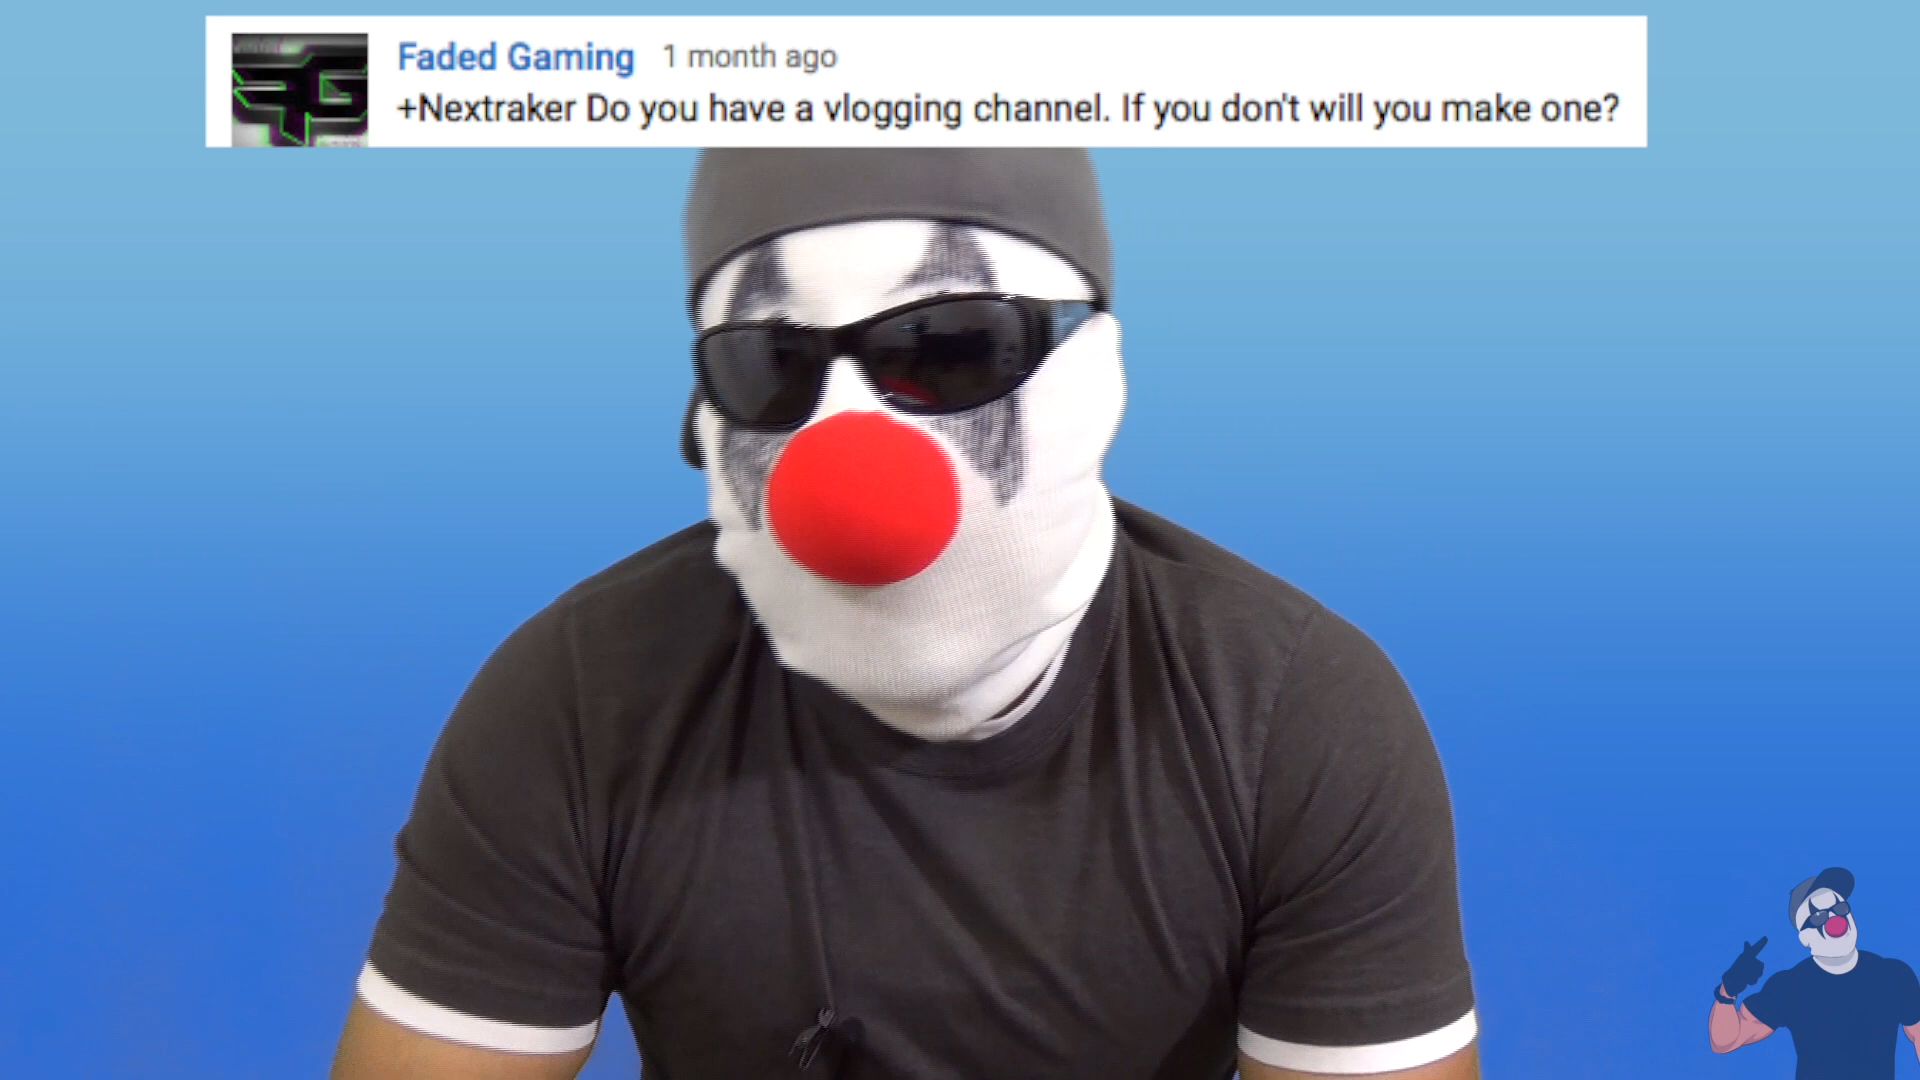 Faded Gaming 1 month ago
+Nextraker Do you have a vlogging channel. If you don't will you make one?